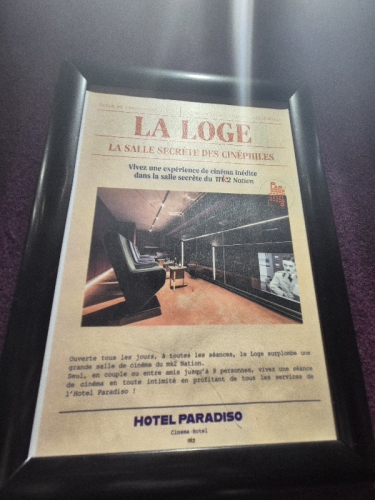 LA LOGE
LA SALLE SECRÈTE DES CINÉPHILES
Vivez une expérience de cinéma inédite
dans la salle secrète du mk2 Nation
Ouverte tous les jours, à toutes les séances, la Loge surplombe une
grande salle de cinéma du mk2 Nation.
Seul, en couple ou entre amis jusqu'à 6 personnes, vivez une séance
de cinéma en toute intimité en profitant de tous les services de
l'Hotel Paradiso !
HOTEL PARADISO
Cinema-Hotel
mk2